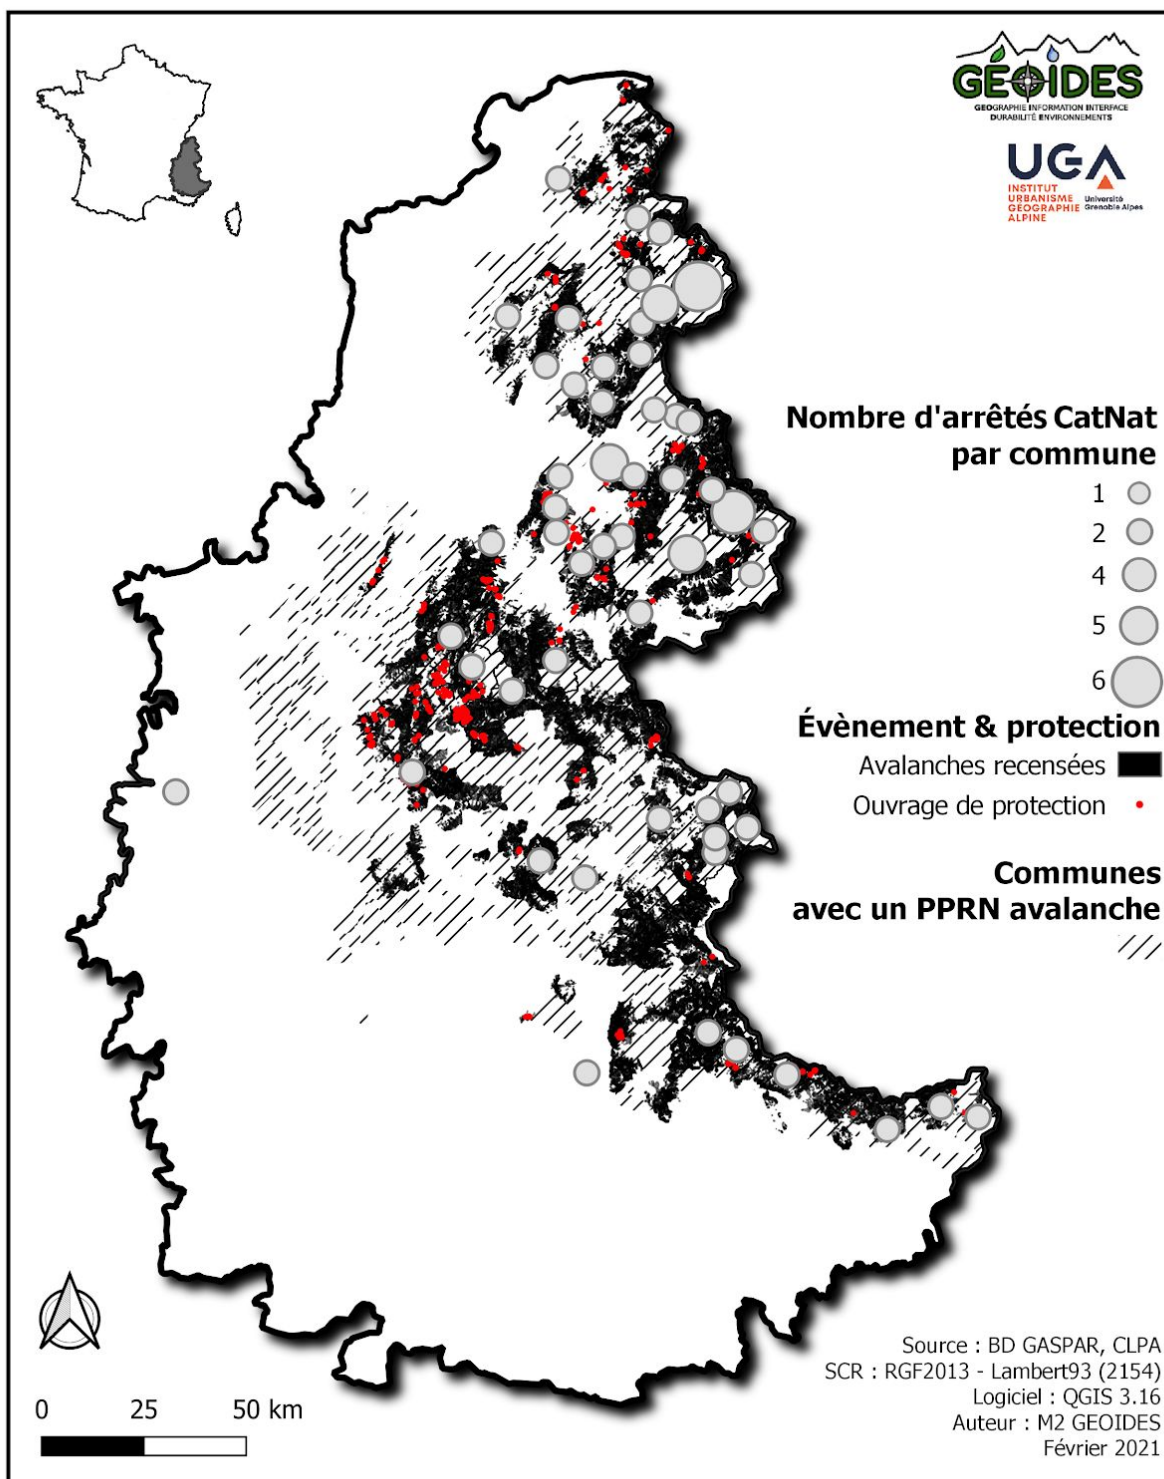 GÉOIDES
GEOGRAPHIE INFORMATION INTERFACE
DURABILITÉ ENVIRONNEMENTS
UGA
INSTITUT
URBANISME
GÉOGRAPHIE
ALPINE
Université
Grenoble Alpes
Nombre d'arrêtés CatNat
par commune
1
2
4
5
6
Évènement & protection
Avalanches recensées
Ouvrage de protection
Communes
avec un PPRN avalanche
0 25 50 km
Source : BD GASPAR, CLPA
SCR : RGF2013 - Lambert93 (2154)
Logiciel : QGIS 3.16
Auteur : M2 GEOIDES
Février 2021